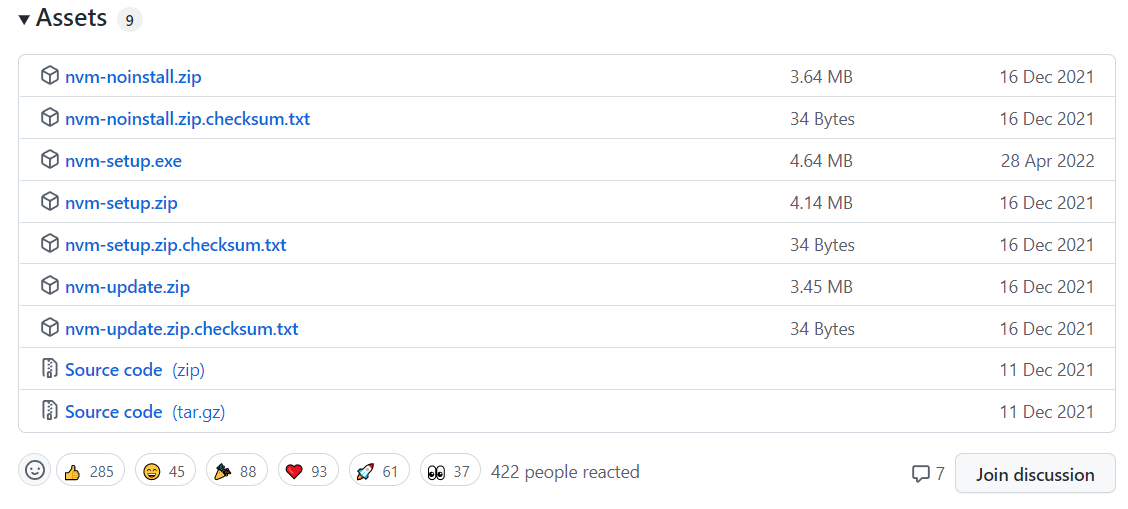 Assets 9
nvm-noinstall.zip 3.64 MB 16 Dec 2021
nvm-noinstall.zip.checksum.txt 34 Bytes 16 Dec 2021
nvm-setup.exe 4.64 MB 28 Apr 2022
nvm-setup.zip 4.14 MB 16 Dec 2021
nvm-setup.zip.checksum.txt 34 Bytes 16 Dec 2021
nvm-update.zip 3.45 MB 16 Dec 2021
nvm-update.zip.checksum.txt 34 Bytes 16 Dec 2021
Source code (zip) 11 Dec 2021
Source code (tar.gz) 11 Dec 2021
285 45 88 93 61 37 422 people reacted 7 Join discussion